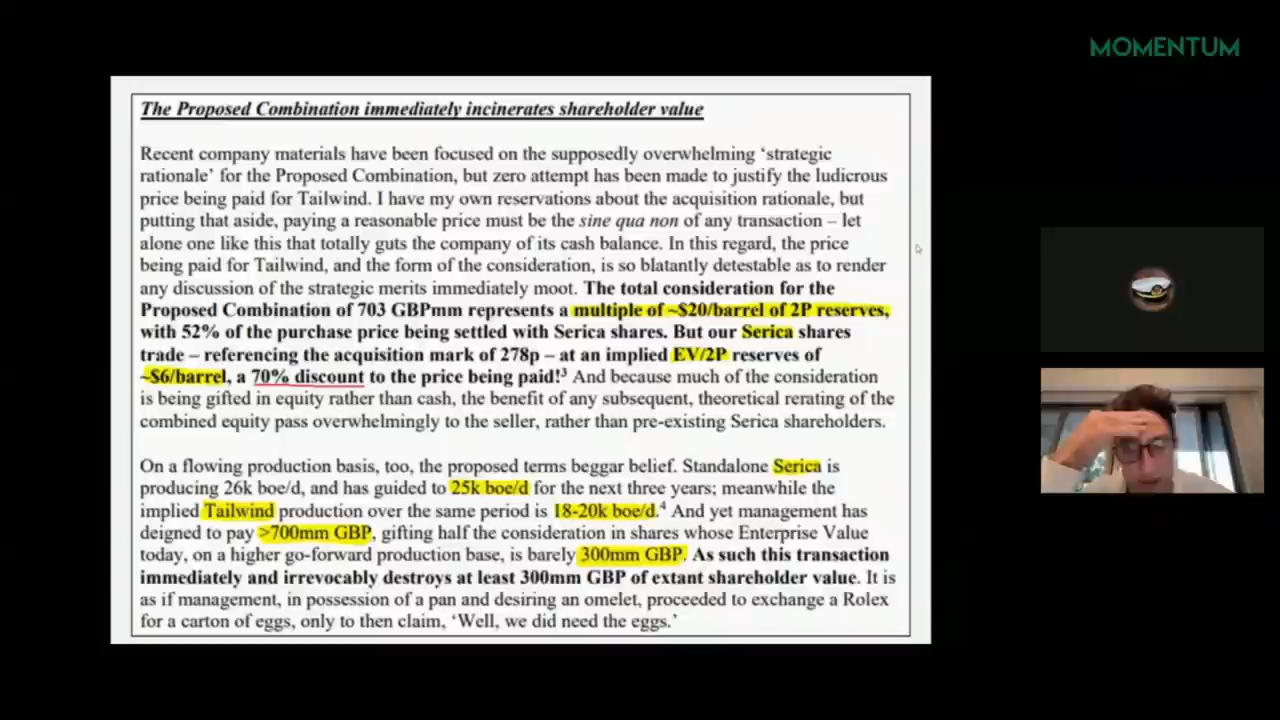 MOMENTUM
The Proposed Combination immediately incinerates shareholder value
Recent company materials have been focused on the supposedly overwhelming ‘strategic
rationale’ for the Proposed Combination, but zero attempt has been made to justify the ludicrous
price being paid for Tailwind. I have my own reservations about the acquisition rationale, but
putting that aside, paying a reasonable price must be the sine qua non of any transaction – let
alone one like this that totally guts the company of its cash balance. In this regard, the price
being paid for Tailwind, and the form of the consideration, is so blatantly detestable as to render
any discussion of the strategic merits immediately moot. The total consideration for the
Proposed Combination of 703 GBPmm represents a multiple of ~$20/barrel of 2P reserves,
with 52% of the purchase price being settled with Serica shares. But our Serica shares
trade – referencing the acquisition mark of 278p – at an implied EV/2P reserves of
~$6/barrel, a 70% discount to the price being paid!³ And because much of the consideration
is being gifted in equity rather than cash, the benefit of any subsequent, theoretical rerating of the
combined equity pass overwhelmingly to the seller, rather than pre-existing Serica shareholders.
On a flowing production basis, too, the proposed terms beggar belief. Standalone Serica is
producing 26k boe/d, and has guided to 25k boe/d for the next three years; meanwhile the
implied Tailwind production over the same period is 18-20k boe/d.⁴ And yet management has
deigned to pay >700mm GBP, gifting half the consideration in shares whose Enterprise Value
today, on a higher go-forward production base, is barely 300mm GBP. As such this transaction
immediately and irrevocably destroys at least 300mm GBP of extant shareholder value. It is
as if management, in possession of a pan and desiring an omelet, proceeded to exchange a Rolex
for a carton of eggs, only to then claim, ‘Well, we did need the eggs.’